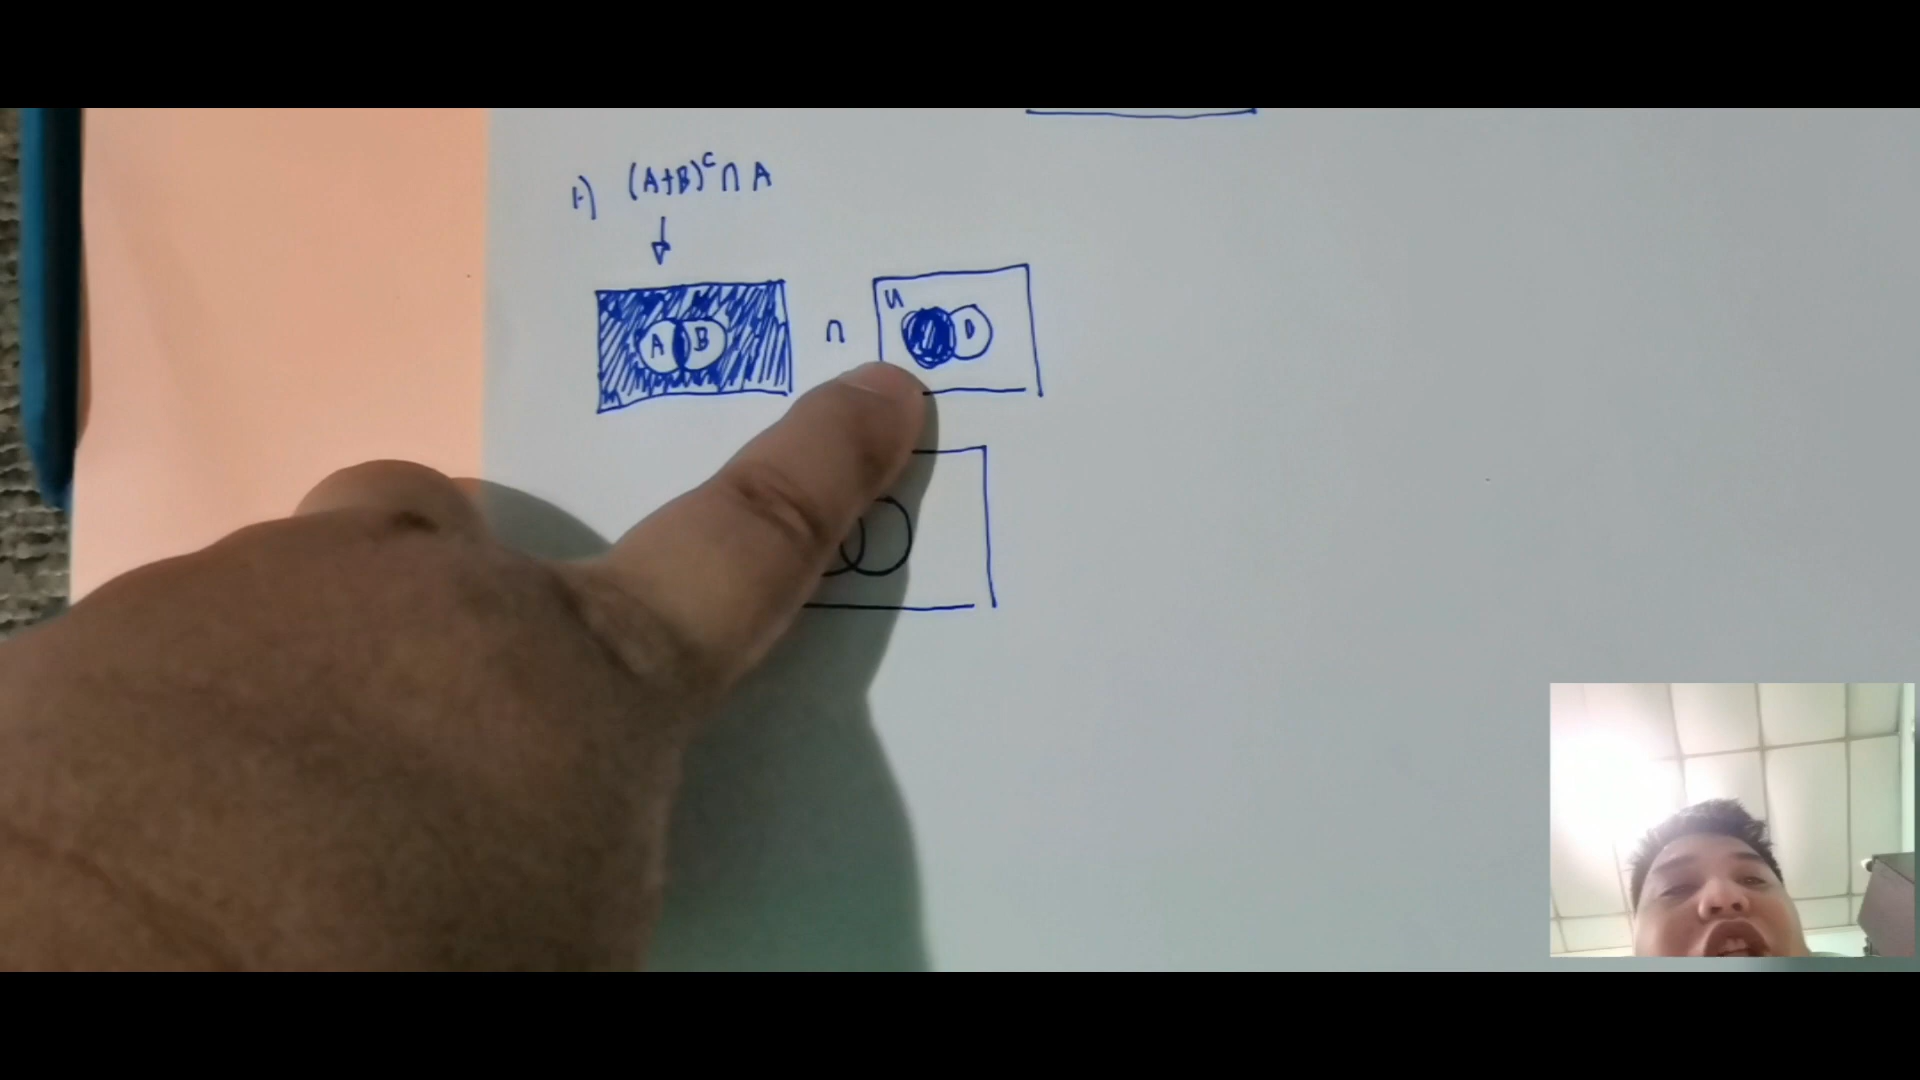 1-) (A+B)ᶜ ∩ A
A B ∩ U B